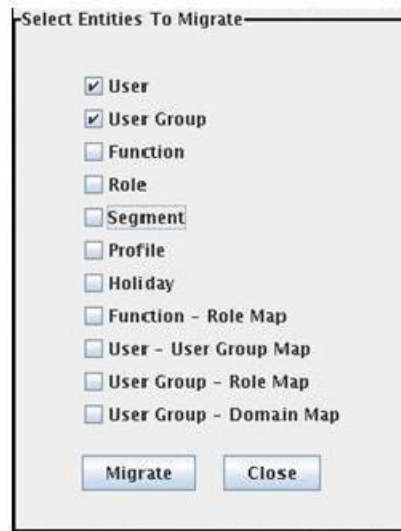 Select Entities To Migrate
User
User Group
Function
Role
Segment
Profile
Holiday
Function - Role Map
User - User Group Map
User Group - Role Map
User Group - Domain Map
Migrate Close